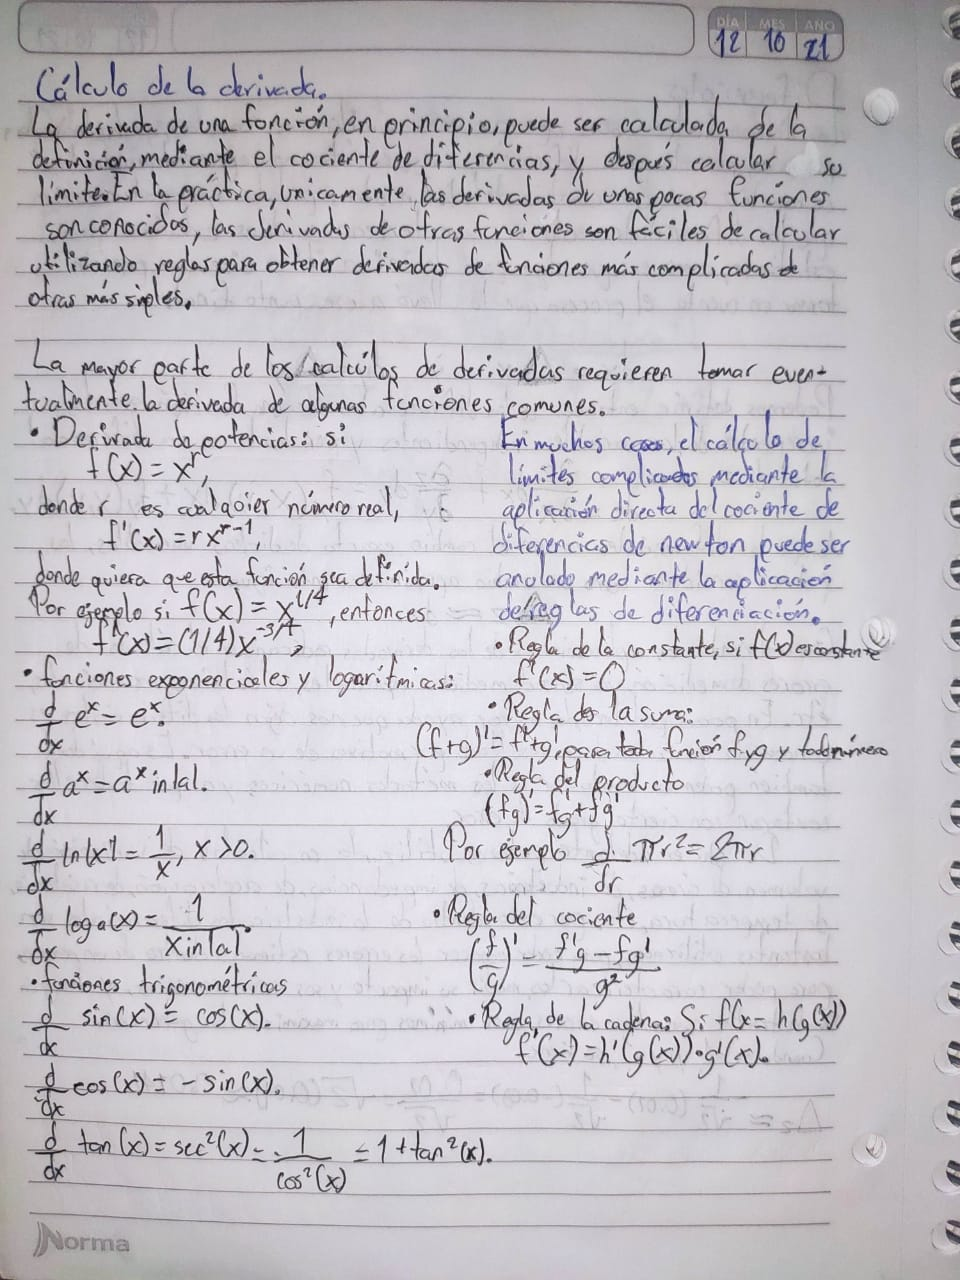 DÍA MES AÑO
12 10 21
Cálculo de la derivada.
La derivada de una función, en principio, puede ser calculada de la
definición, mediante el cociente de diferencias, y después calcular su
límite. En la práctica, unicamente, las derivadas de unas pocas funciones
son conocidas, las derivadas de otras funciones son fáciles de calcular
utilizando reglas para obtener derivadas de funciones más complicadas de
otras más simples.
La mayor parte de los calcúlos de derivadas requieren tomar even-
tualmente la derivada de algunas funciones comunes.
• Derivada de potencias: si
f(x) = x^r,
donde r es cualquier número real,
f'(x) = rx^r-1,
donde quiera que esta función sea definida.
Por ejemplo si f(x) = x^1/4, entonces
f'(x) = (1/4)x^-3/4,
• funciones exponenciales y logarítmicas:
d/dx e^x = e^x.
d/dx a^x = a^x in|a|.
d/dx ln|x| = 1/x, x > 0.
d/dx log a(x) = 1/x in|a|.
• funciones trigonométricas
d/dx sin(x) = cos(x).
d/dx cos(x) = -sin(x).
d/dx tan(x) = sec²(x) = 1/cos²(x) = 1 + tan²(x).
En muchos casos, el cálculo de
límites complicados mediante la
aplicación directa del cociente de
diferencias de newton puede ser
anulado mediante la aplicación
de reglas de diferenciación.
• Regla de la constante, si f(x) es constante
f'(x) = 0
• Regla de la suma:
(f+g)' = f'+g', para toda función f y g y todo número
• Regla del producto
(fg)' = f'g + fg'
Por ejemplo d/dr πr² = 2πr
• Regla del cociente
(f/g)' = f'g - fg'/g²
• Regla de la cadena: Si f(x = h(g(x))
f'(x) = h'(g(x)) • g'(x).
Norma